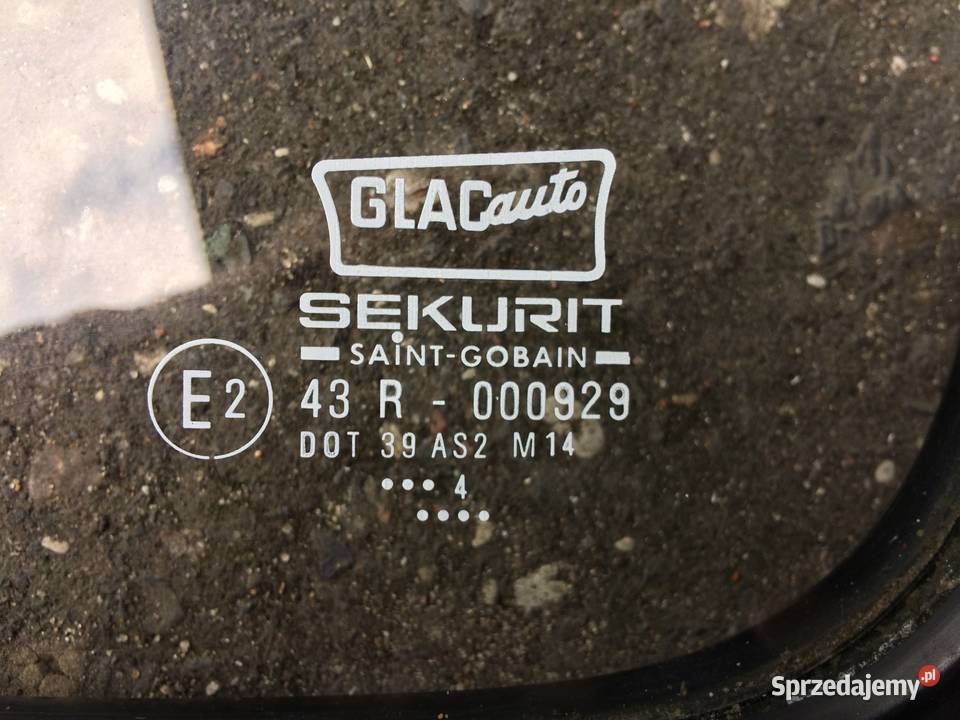 GLACauto
SEKURIT
SAINT-GOBAIN
E2
43 R - 000929
DOT 39 AS2 M14
••• 4
••••
Sprzedajemy.pl